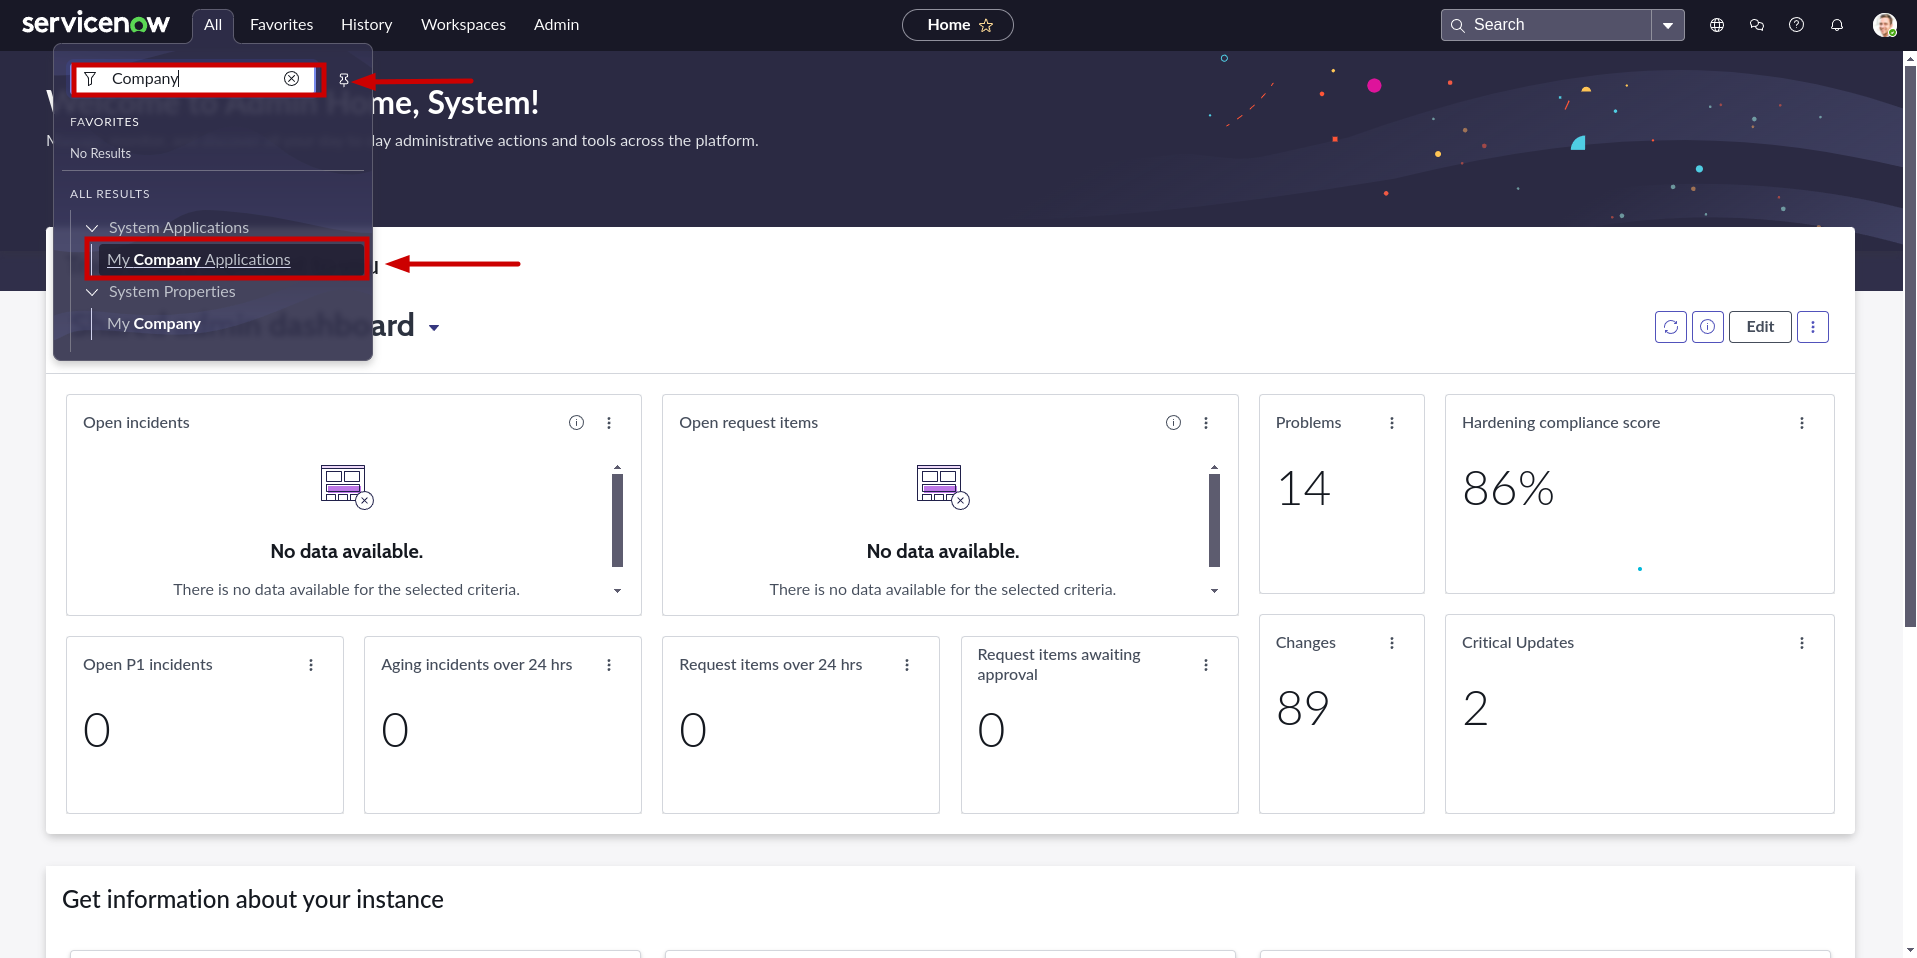 servicenow
All
Favorites
History
Workspaces
Admin
Home
Search
Company
me, System!
lay administrative actions and tools across the platform.
FAVORITES
No Results
ALL RESULTS
System Applications
My Company Applications
System Properties
My Company
ard
Edit
Open incidents
No data available.
There is no data available for the selected criteria.
Open request items
No data available.
There is no data available for the selected criteria.
Problems
14
Hardening compliance score
86%
Open P1 incidents
0
Aging incidents over 24 hrs
0
Request items over 24 hrs
0
Request items awaiting
approval
0
Changes
89
Critical Updates
2
Get information about your instance